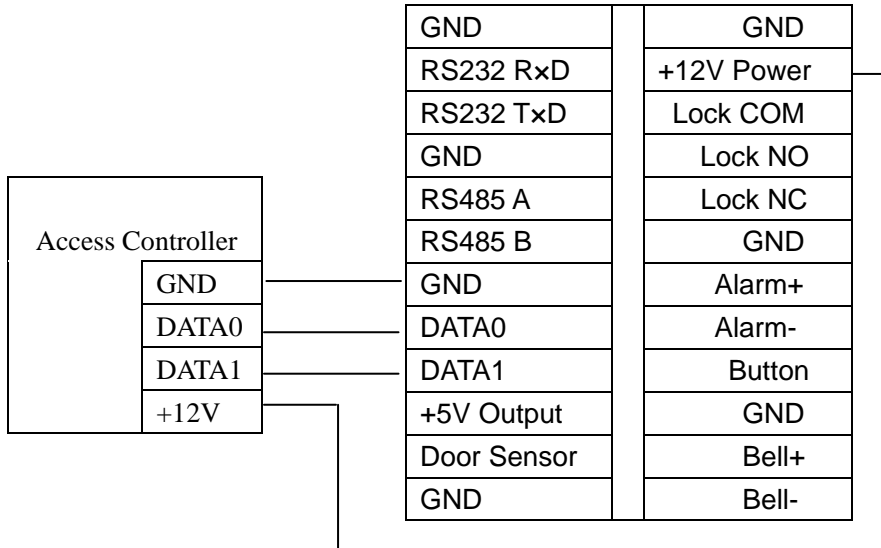 GND GND
RS232 R×D +12V Power
RS232 T×D Lock COM
GND Lock NO
RS485 A Lock NC
Access Controller RS485 B GND
GND GND Alarm+
DATA0 DATA0 Alarm-
DATA1 DATA1 Button
+12V +5V Output GND
Door Sensor Bell+
GND Bell-